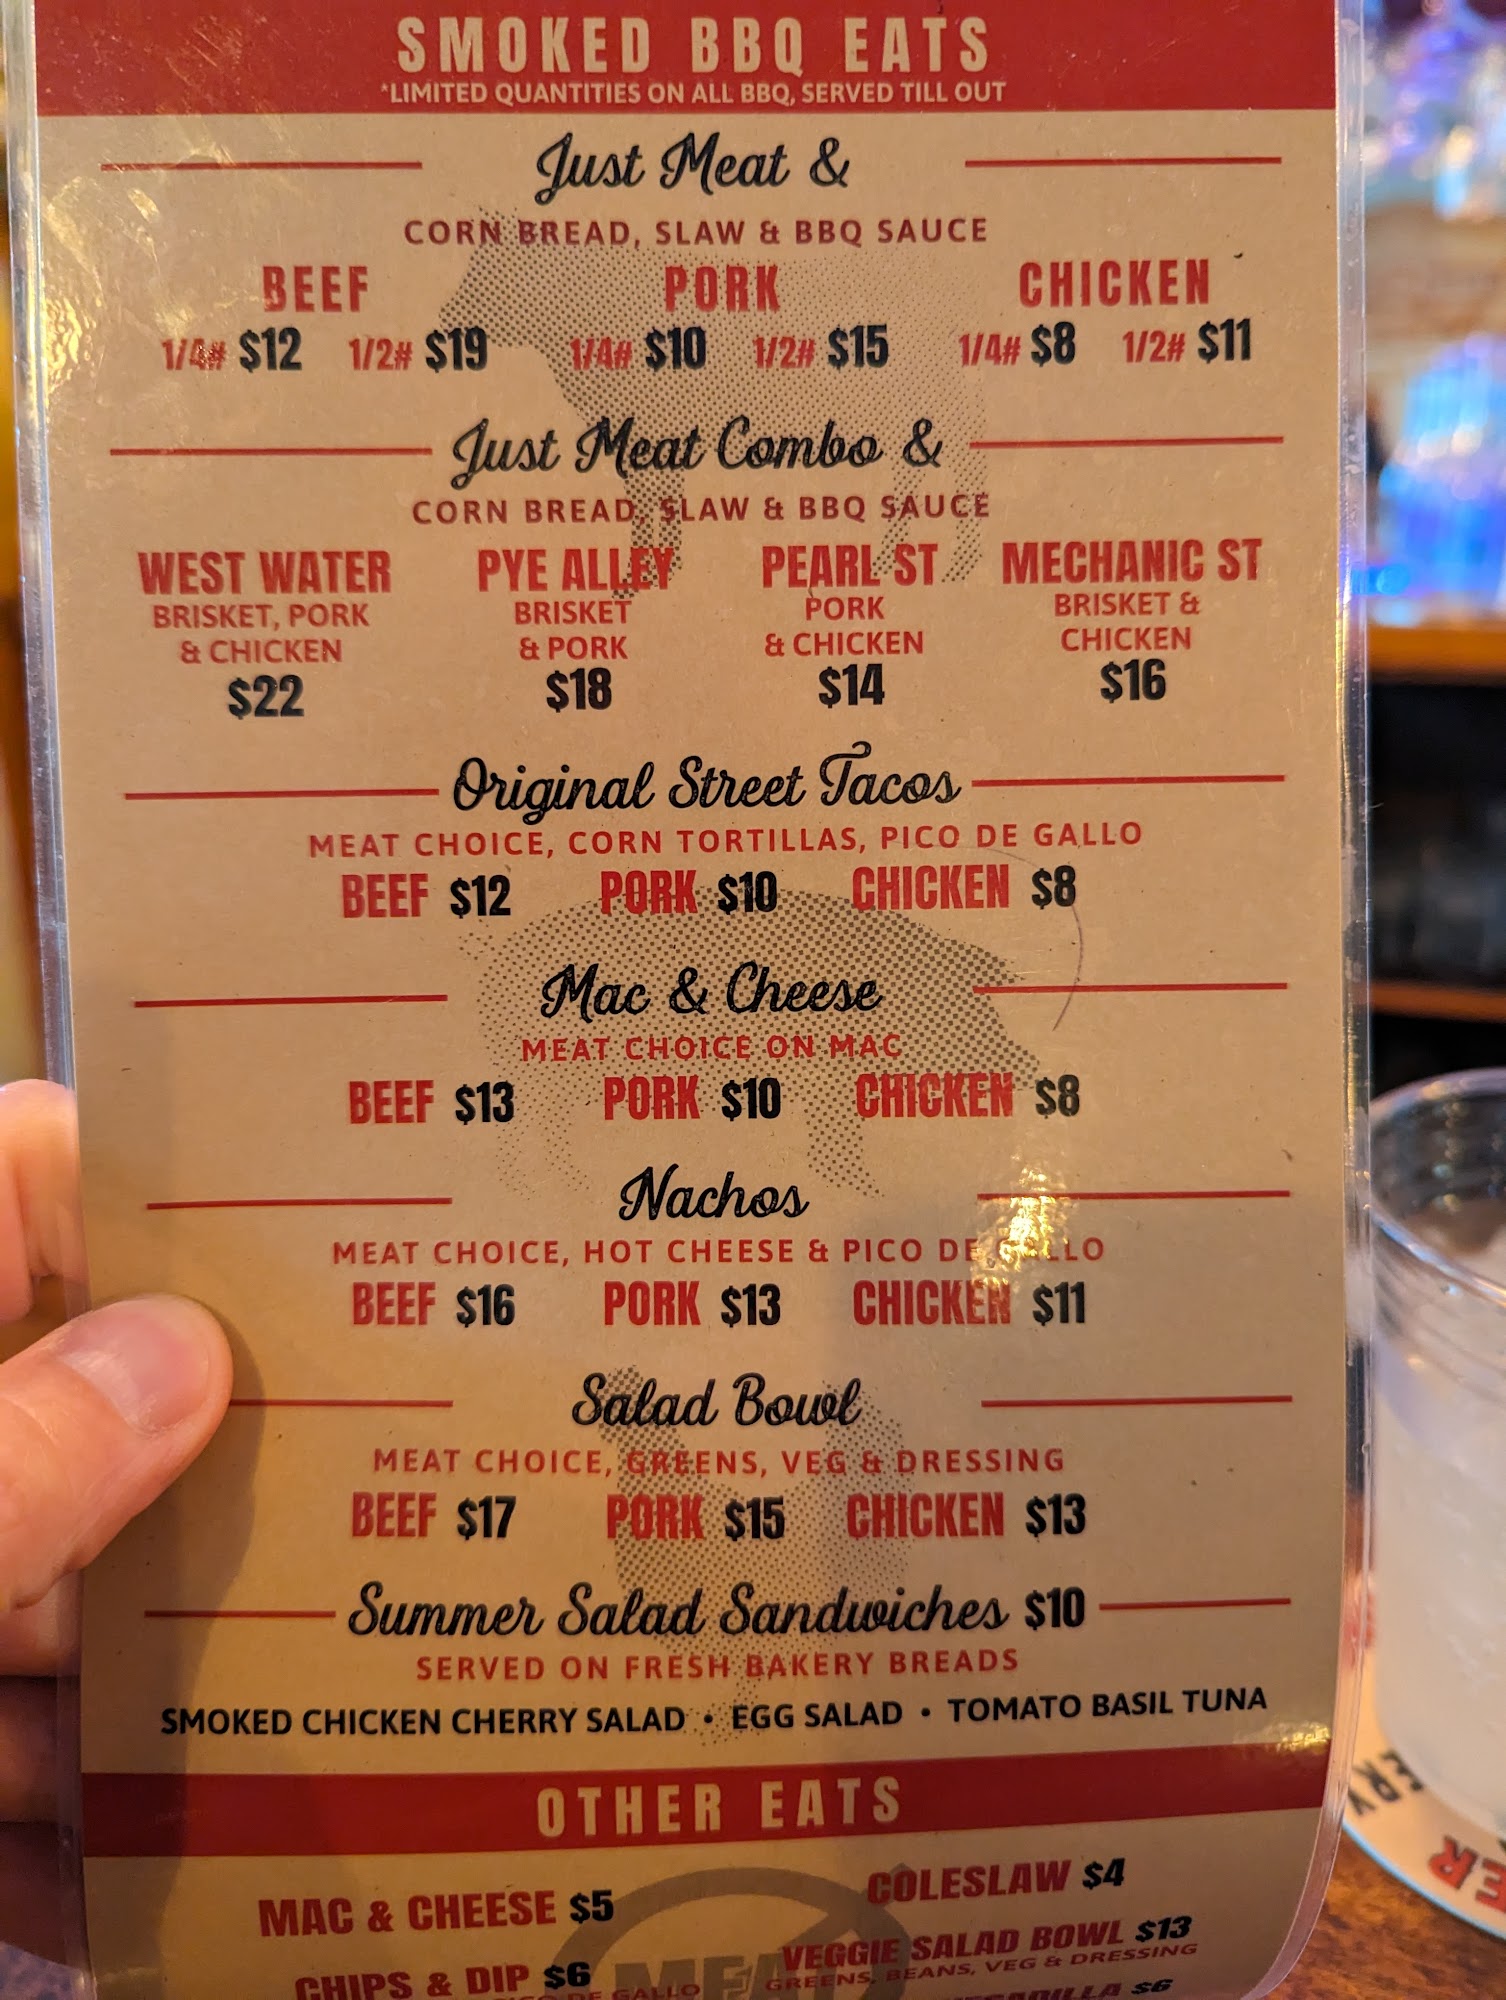 SMOKED BBQ EATS
*LIMITED QUANTITIES ON ALL BBQ, SERVED TILL OUT
Just Meat &
CORN BREAD, SLAW & BBQ SAUCE
BEEF PORK CHICKEN
1/4# $12 1/2# $19 1/4# $10 1/2# $15 1/4# $8 1/2# $11
Just Meat Combo &
CORN BREAD, SLAW & BBQ SAUCE
WEST WATER PYE ALLEY PEARL ST MECHANIC ST
BRISKET, PORK BRISKET PORK BRISKET &
& CHICKEN & PORK & CHICKEN CHICKEN
$22 $18 $14 $16
Original Street Tacos
MEAT CHOICE, CORN TORTILLAS, PICO DE GALLO
BEEF $12 PORK $10 CHICKEN $8
Mac & Cheese
MEAT CHOICE ON MAC
BEEF $13 PORK $10 CHICKEN $8
Nachos
MEAT CHOICE, HOT CHEESE & PICO DE GALLO
BEEF $16 PORK $13 CHICKEN $11
Salad Bowl
MEAT CHOICE, GREENS, VEG & DRESSING
BEEF $17 PORK $15 CHICKEN $13
Summer Salad Sandwiches $10
SERVED ON FRESH BAKERY BREADS
SMOKED CHICKEN CHERRY SALAD • EGG SALAD • TOMATO BASIL TUNA
OTHER EATS
MAC & CHEESE $5 COLESLAW $4
CHIPS & DIP $6 VEGGIE SALAD BOWL $13
PICO DE GALLO GREENS, BEANS, VEG & DRESSING
$6